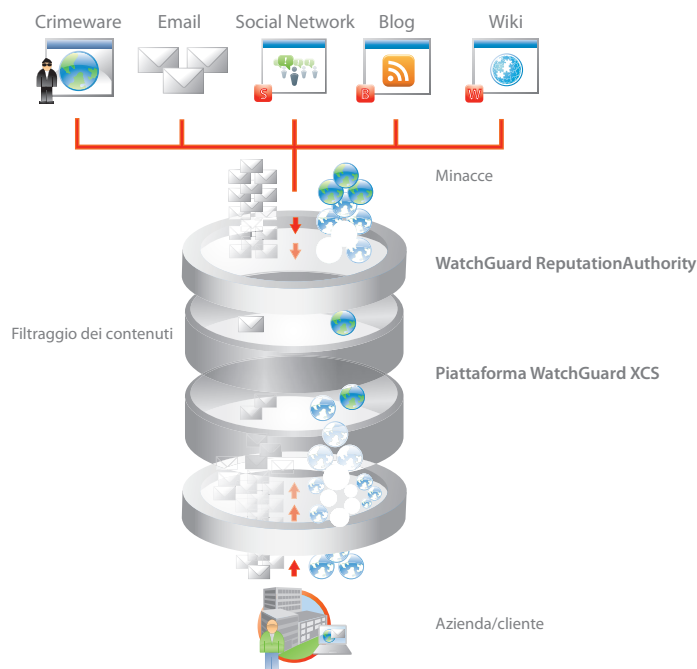 Crimeware
Email
Social Network
Blog
Wiki
S
B
W
Minacce
WatchGuard ReputationAuthority
Filtraggio dei contenuti
Piattaforma WatchGuard XCS
Azienda/cliente